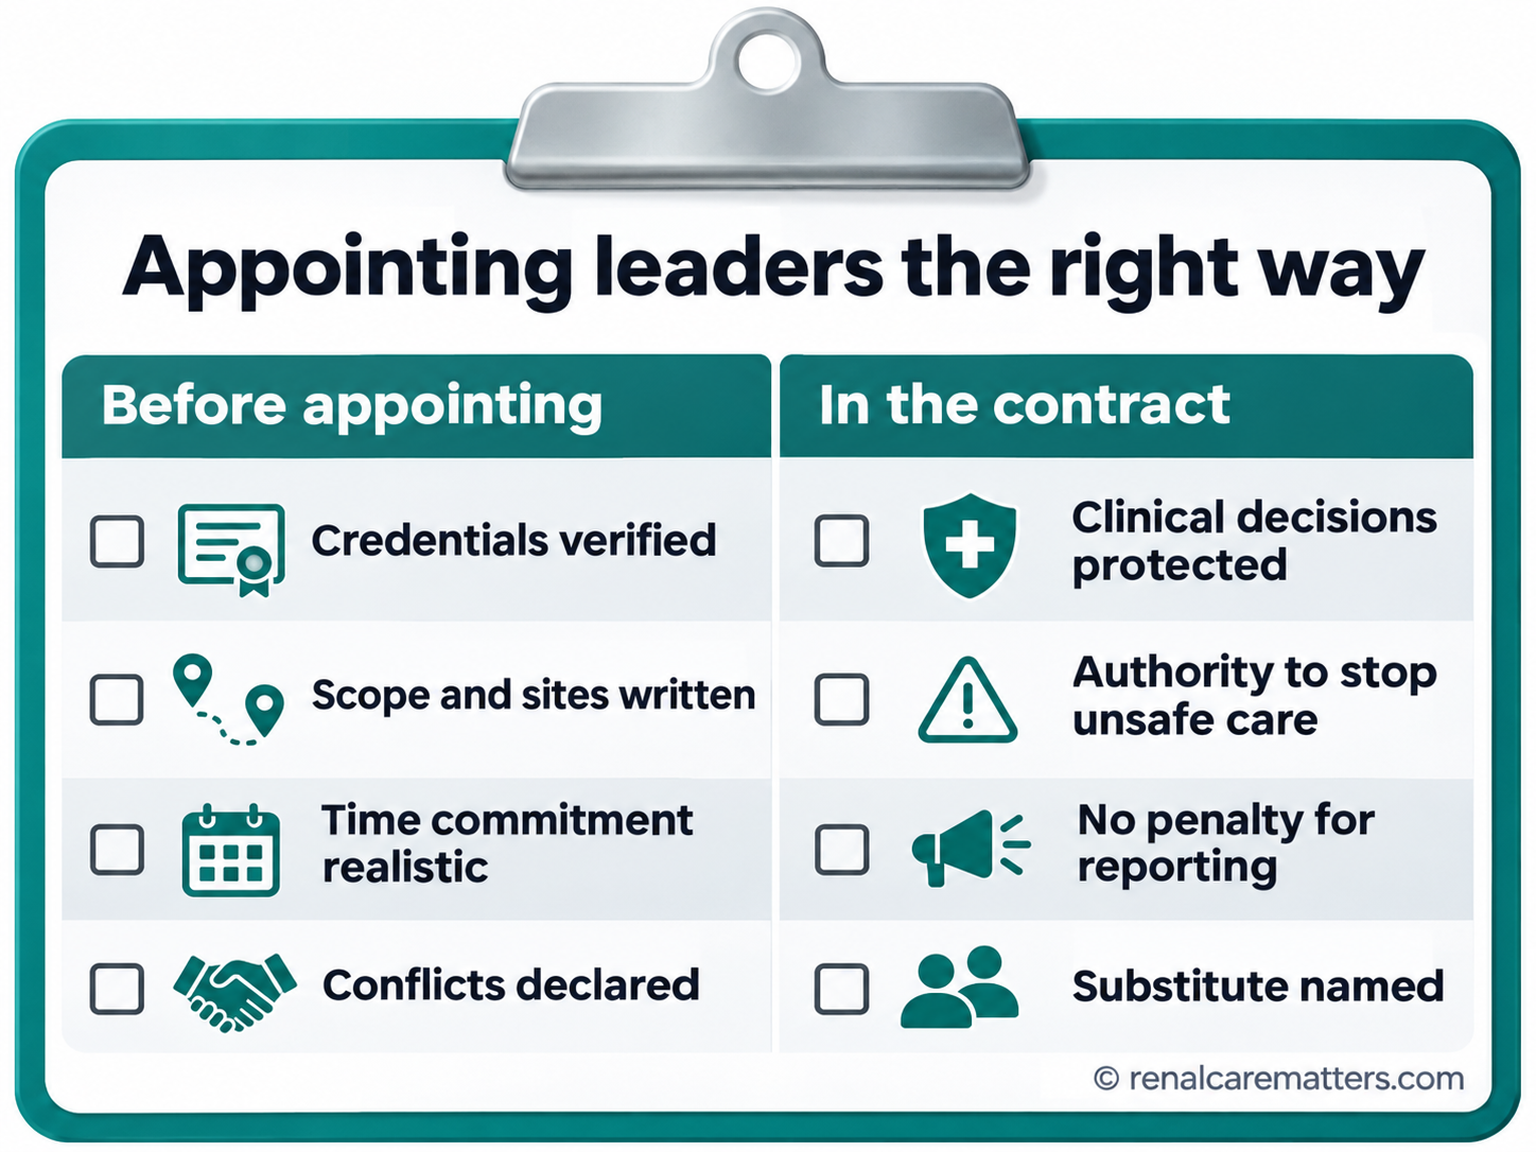 Appointing leaders the right way
Before appointing
Credentials verified
Scope and sites written
Time commitment
realistic
Conflicts declared
In the contract
Clinical decisions
protected
Authority to stop
unsafe care
No penalty for
reporting
Substitute named
© renalcarematters.com